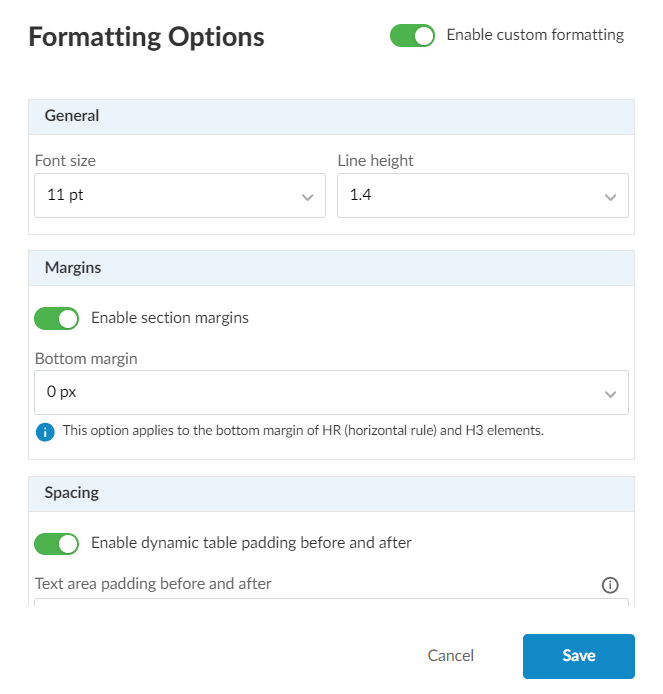 Formatting Options
Enable custom formatting
General
Font size
Line height
11 pt
1.4
Margins
Enable section margins
Bottom margin
0 px
This option applies to the bottom margin of HR (horizontal rule) and H3 elements.
Spacing
Enable dynamic table padding before and after
Text area padding before and after
Cancel
Save